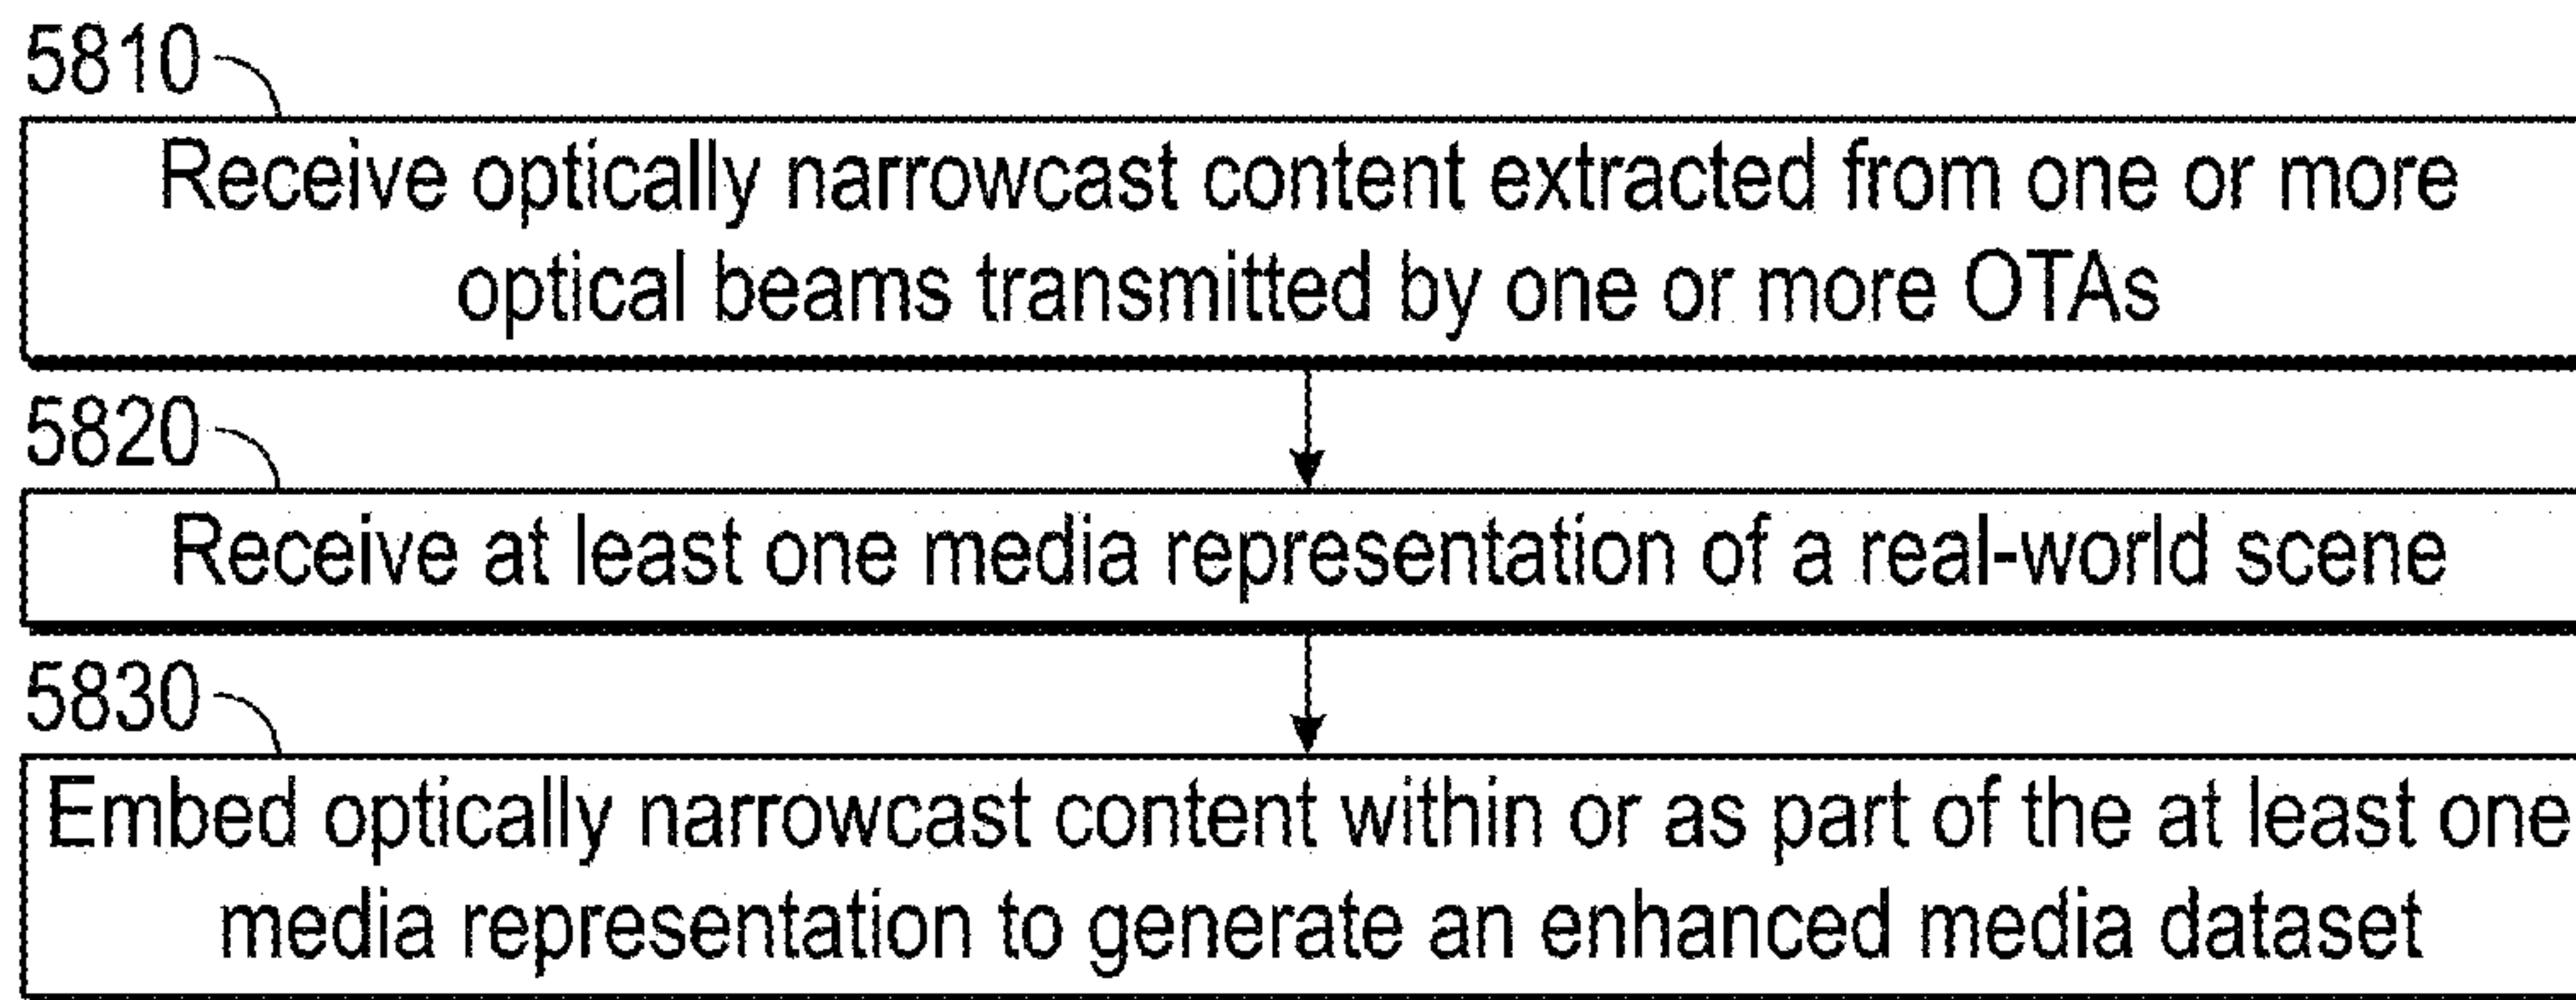 5810
Receive optically narrowcast content extracted from one or more
optical beams transmitted by one or more OTAs
5820
Receive at least one media representation of a real-world scene
5830
Embed optically narrowcast content within or as part of the at least one
media representation to generate an enhanced media dataset